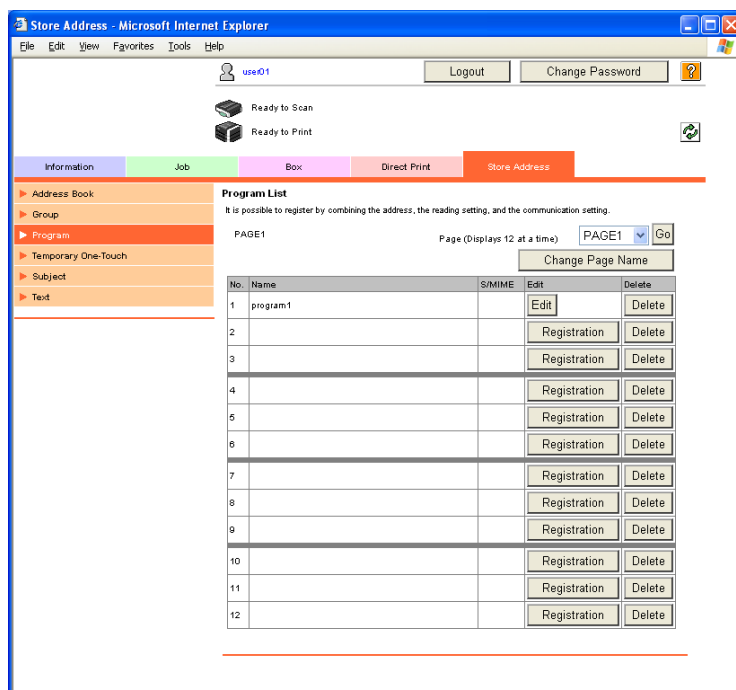 Store Address - Microsoft Internet Explorer
File Edit View Favorites Tools Help
user01 Logout Change Password ?
Ready to Scan
Ready to Print
Information Job Box Direct Print Store Address
Address Book
Group
Program
Temporary One-Touch
Subject
Text
Program List
It is possible to register by combining the address, the reading setting, and the communication setting.
PAGE1 Page (Displays 12 at a time) PAGE1 Go
Change Page Name
No. Name S/MIME Edit Delete
1 program1 Edit Delete
2 Registration Delete
3 Registration Delete
4 Registration Delete
5 Registration Delete
6 Registration Delete
7 Registration Delete
8 Registration Delete
9 Registration Delete
10 Registration Delete
11 Registration Delete
12 Registration Delete